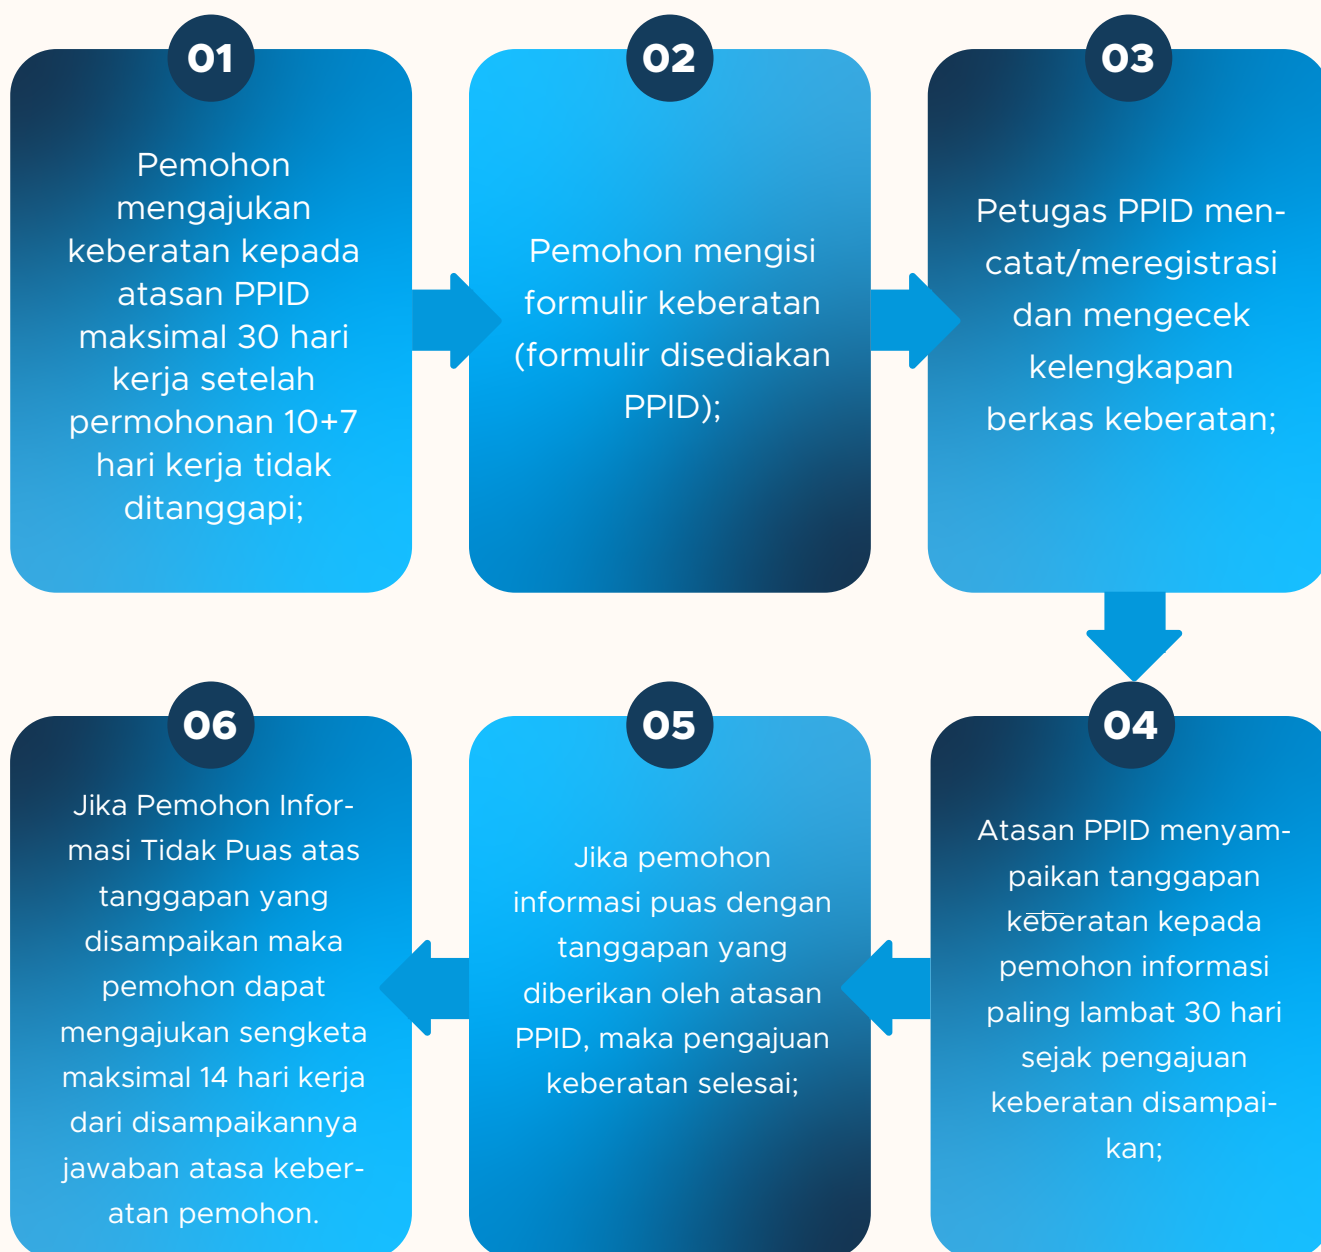 01
Pemohon
mengajukan
keberatan kepada
atasan PPID
maksimal 30 hari
kerja setelah
permohonan 10+7
hari kerja tidak
ditanggapi;
02
Pemohon mengisi
formulir keberatan
(formulir disediakan
PPID);
03
Petugas PPID men-
catat/meregistrasi
dan mengecek
kelengkapan
berkas keberatan;
04
Atasan PPID menyam-
paikan tanggapan
keberatan kepada
pemohon informasi
paling lambat 30 hari
sejak pengajuan
keberatan disampai-
kan;
05
Jika pemohon
informasi puas dengan
tanggapan yang
diberikan oleh atasan
PPID, maka pengajuan
keberatan selesai;
06
Jika Pemohon Infor-
masi Tidak Puas atas
tanggapan yang
disampaikan maka
pemohon dapat
mengajukan sengketa
maksimal 14 hari kerja
dari disampaikannya
jawaban atasa keber-
atan pemohon.